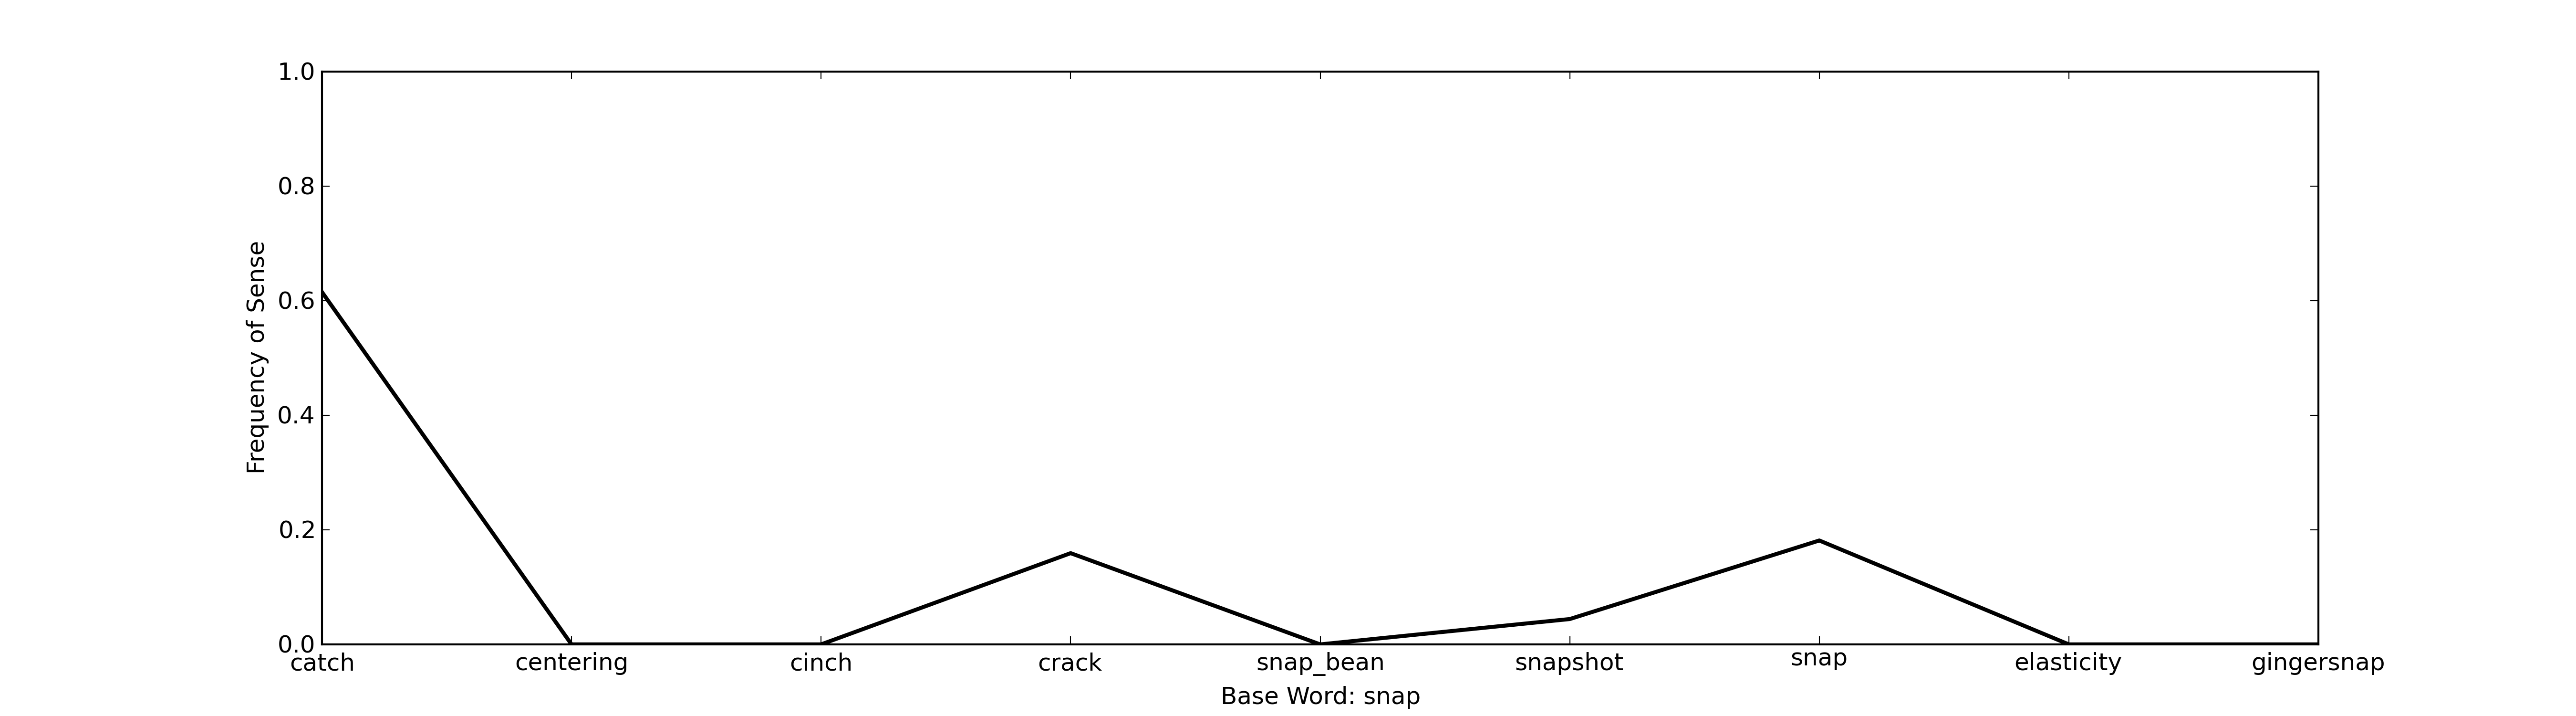 1.0
0.8
0.6
0.4
0.2
0.0
Frequency of Sense
catch centering cinch crack snap_bean snapshot snap elasticity gingersnap
Base Word: snap